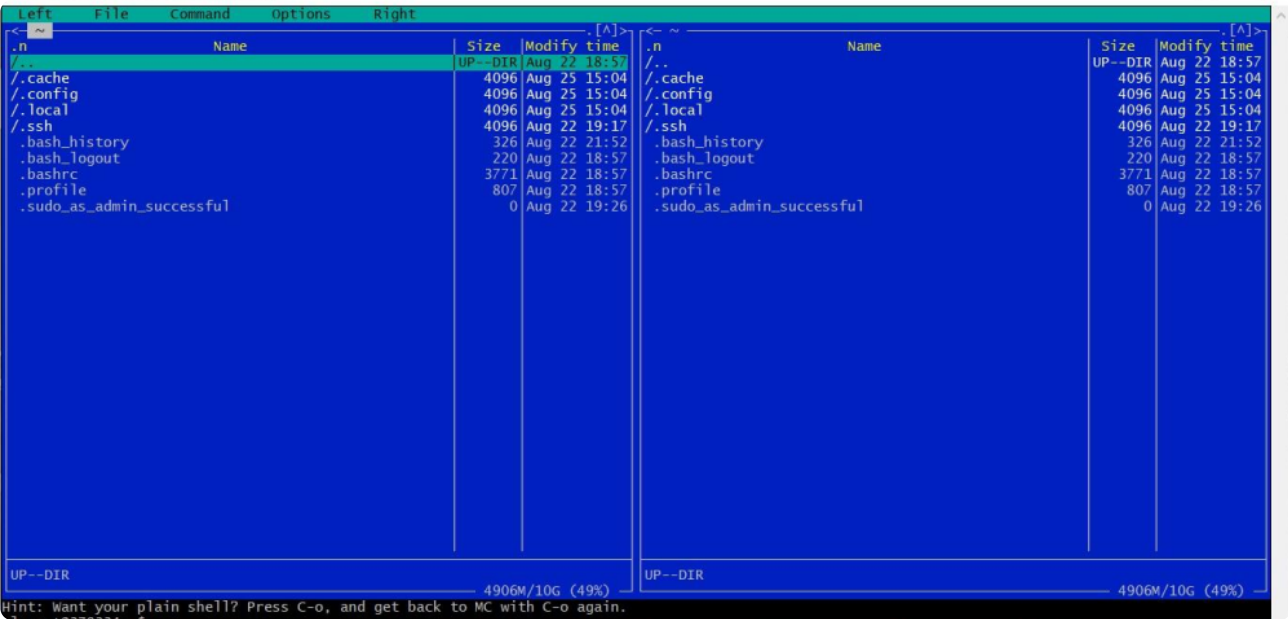 Left File Command Options Right
<- ~ .[^]> <- ~ .[^]>
.n Name Size Modify time .n Name Size Modify time
/.. UP--DIR Aug 22 18:57 /.. UP--DIR Aug 22 18:57
/.cache 4096 Aug 25 15:04 /.cache 4096 Aug 25 15:04
/.config 4096 Aug 25 15:04 /.config 4096 Aug 25 15:04
/.local 4096 Aug 25 15:04 /.local 4096 Aug 25 15:04
/.ssh 4096 Aug 22 19:17 /.ssh 4096 Aug 22 19:17
.bash_history 326 Aug 22 21:52 .bash_history 326 Aug 22 21:52
.bash_logout 220 Aug 22 18:57 .bash_logout 220 Aug 22 18:57
.bashrc 3771 Aug 22 18:57 .bashrc 3771 Aug 22 18:57
.profile 807 Aug 22 18:57 .profile 807 Aug 22 18:57
.sudo_as_admin_successful 0 Aug 22 19:26 .sudo_as_admin_successful 0 Aug 22 19:26
UP--DIR UP--DIR
4906M/10G (49%) 4906M/10G (49%)
Hint: Want your plain shell? Press C-o, and get back to MC with C-o again.